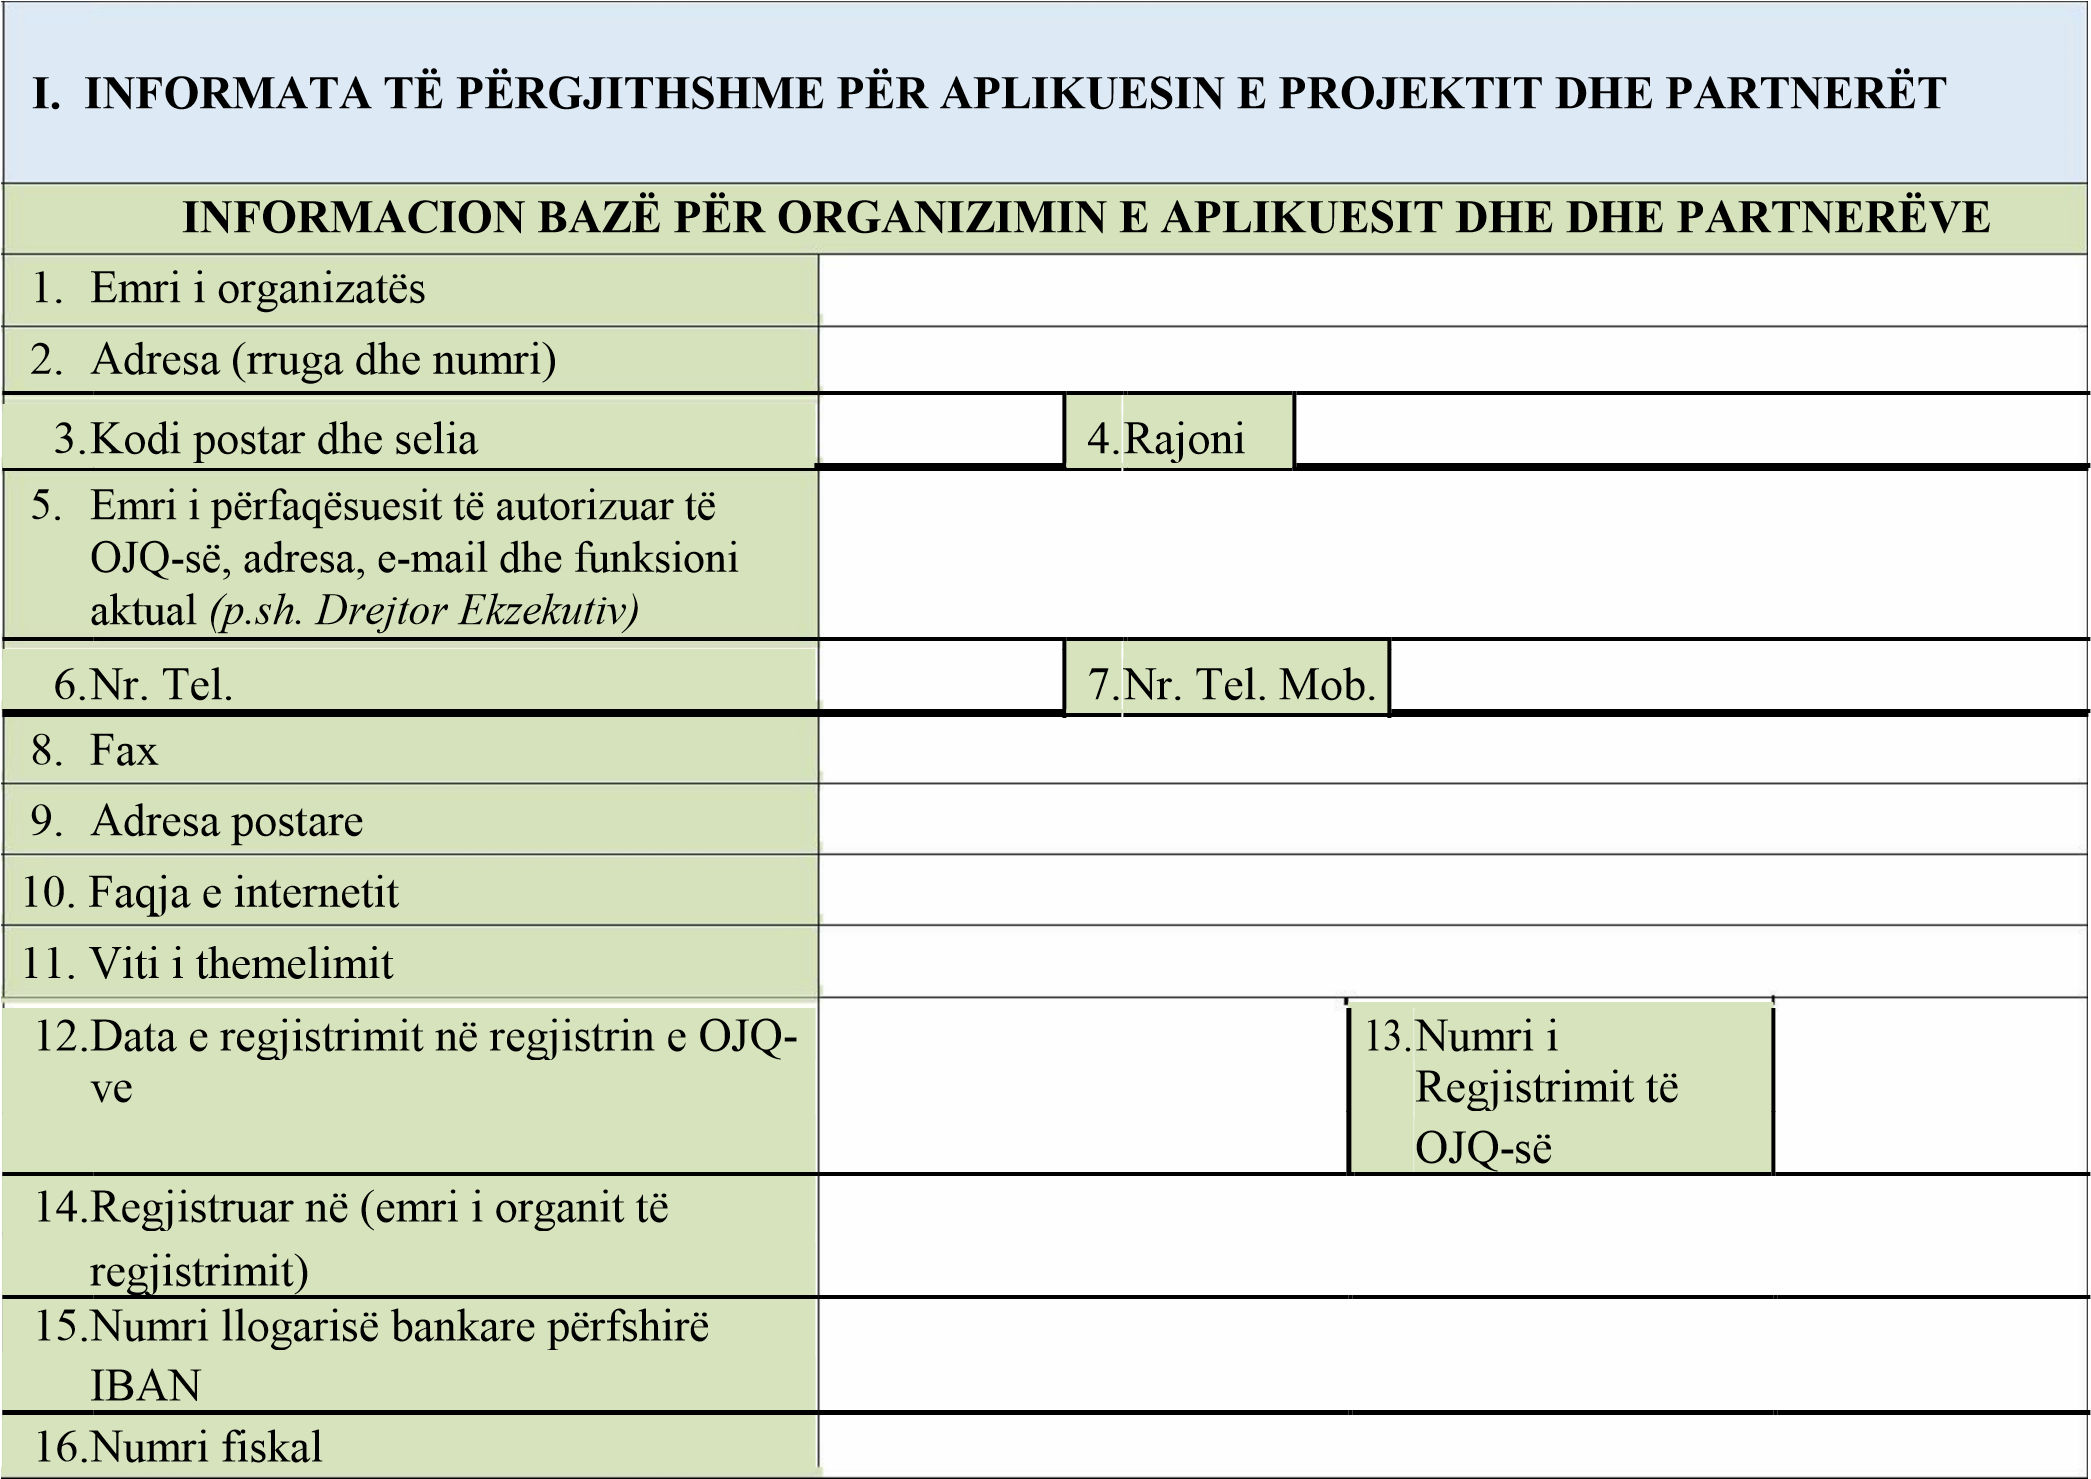 I. INFORMATA TË PËRGJITHSHME PËR APLIKUESIN E PROJEKTIT DHE PARTNERËT
INFORMACION BAZË PËR ORGANIZIMIN E APLIKUESIT DHE DHE PARTNERËVE
1. Emri i organizatës
2. Adresa (rruga dhe numri)
3. Kodi postar dhe selia
4. Rajoni
5. Emri i përfaqësuesit të autorizuar të
OJQ-së, adresa, e-mail dhe funksioni
aktual (p.sh. Drejtor Ekzekutiv)
6. Nr. Tel.
7. Nr. Tel. Mob.
8. Fax
9. Adresa postare
10. Faqja e internetit
11. Viti i themelimit
12. Data e regjistrimit në regjistrin e OJQ-
ve
13. Numri i
Regjistrimit të
OJQ-së
14. Regjistruar në (emri i organit të
regjistrimit)
15. Numri llogarisë bankare përfshirë
IBAN
16. Numri fiskal